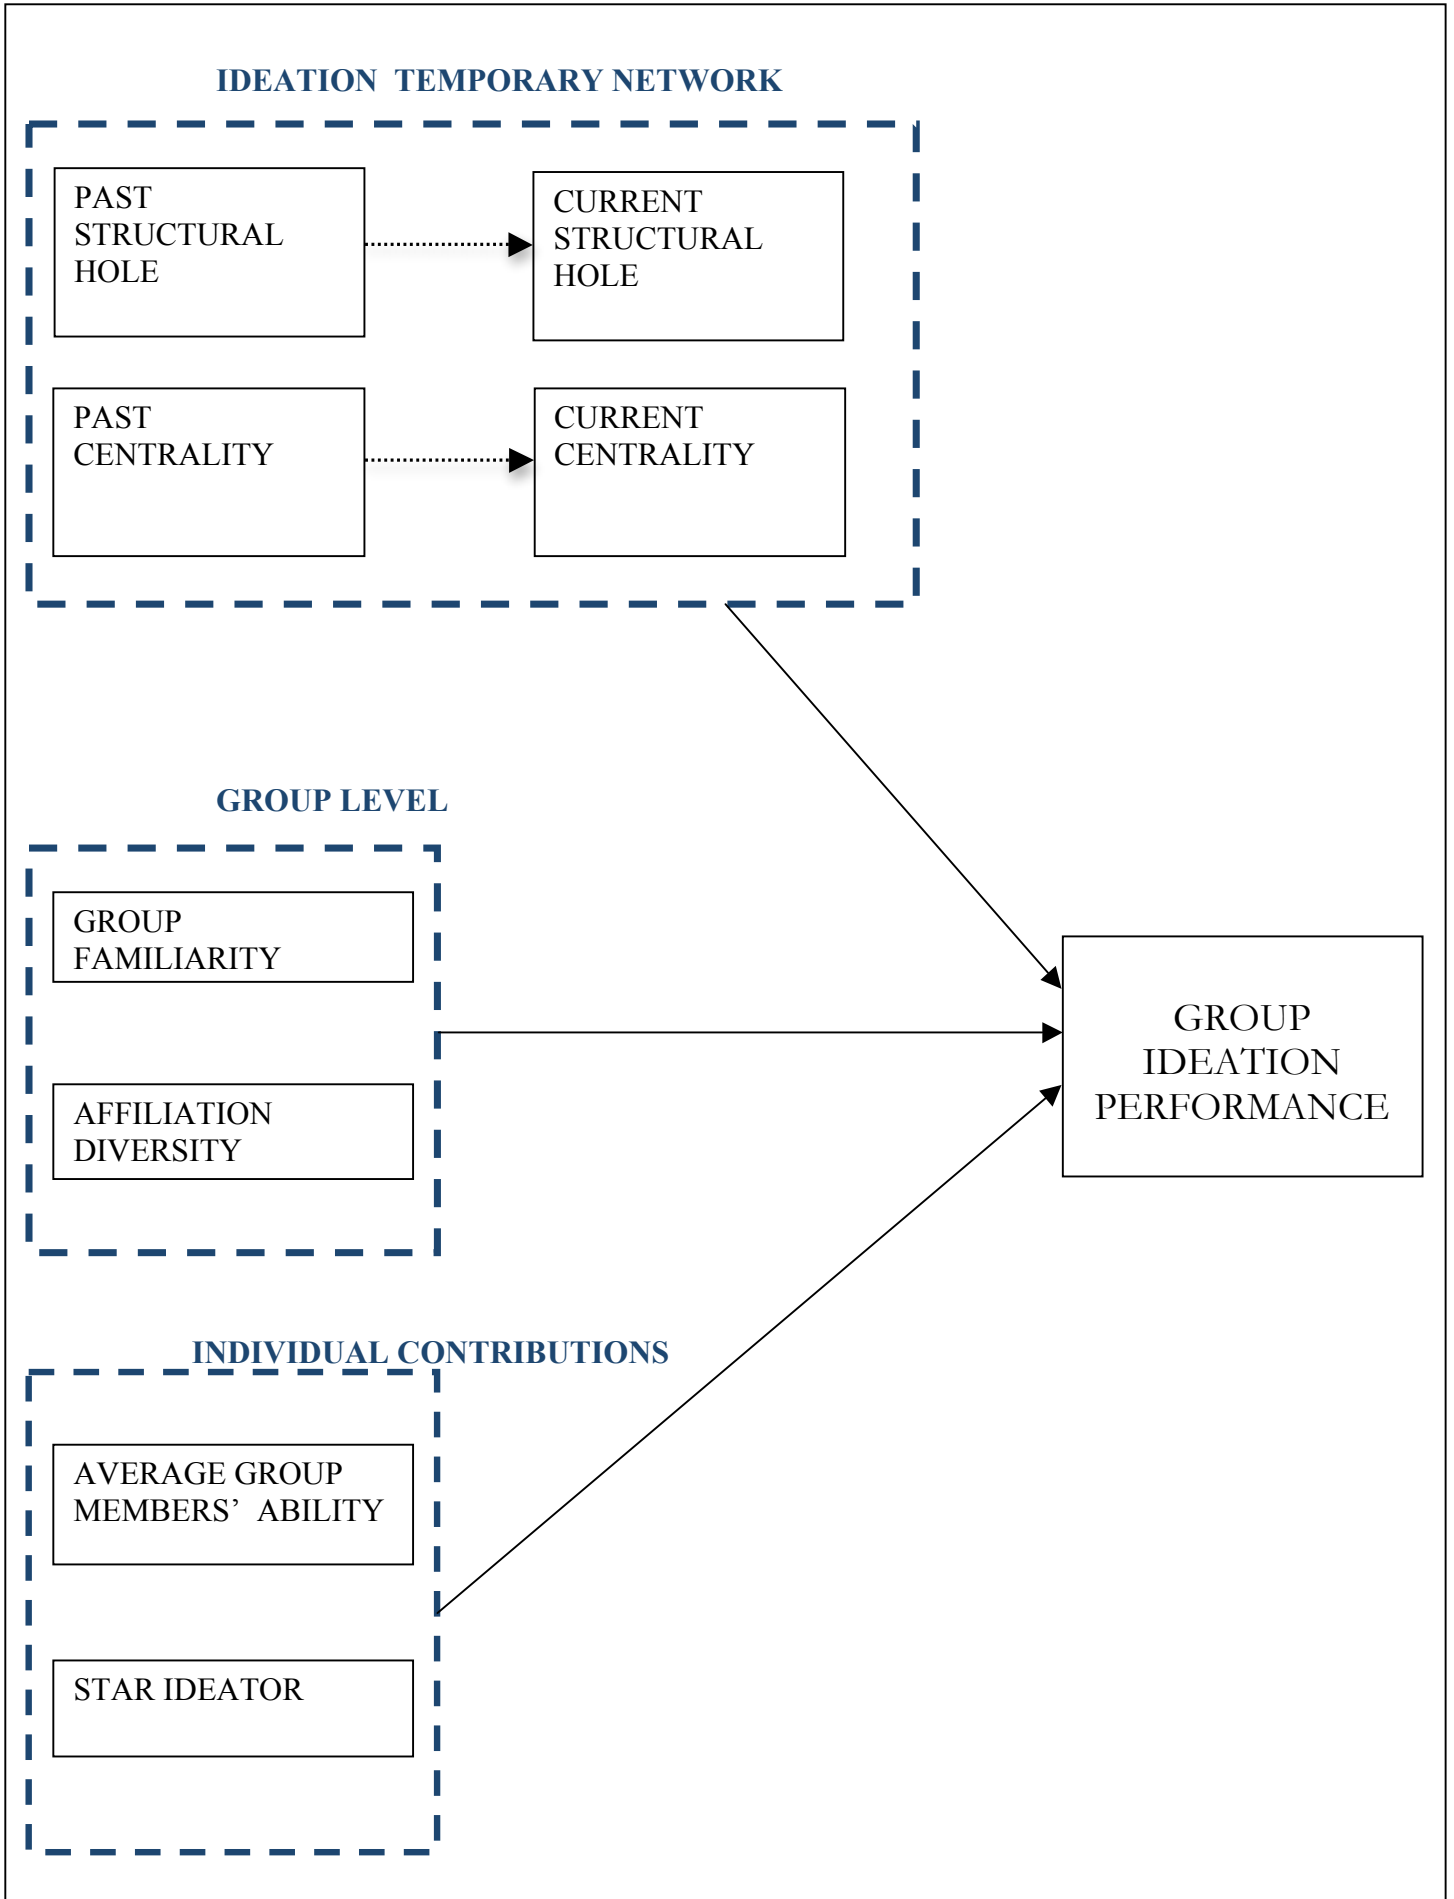 IDEATION TEMPORARY NETWORK
PAST
STRUCTURAL
HOLE
CURRENT
STRUCTURAL
HOLE
PAST
CENTRALITY
CURRENT
CENTRALITY
GROUP LEVEL
GROUP
FAMILIARITY
AFFILIATION
DIVERSITY
GROUP
IDEATION
PERFORMANCE
INDIVIDUAL CONTRIBUTIONS
AVERAGE GROUP
MEMBERS’ ABILITY
STAR IDEATOR